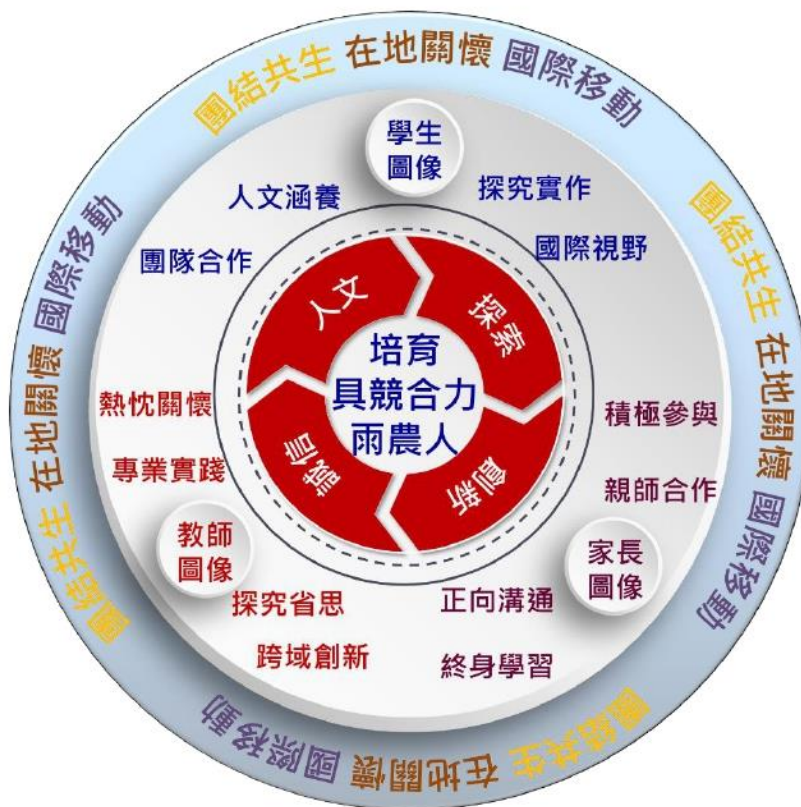 團結共生 在地關懷 國際移動
學生
圖像
人文涵養
探究實作
團隊合作
國際視野
團結共生 在地關懷 國際移動
團結共生 在地關懷 國際移動
人文
探索
培育
具競合力
雨農人
誠信
創新
熱忱關懷
專業實踐
積極參與
親師合作
教師
圖像
家長
圖像
探究省思
跨域創新
正向溝通
終身學習
團結共生 在地關懷 國際移動